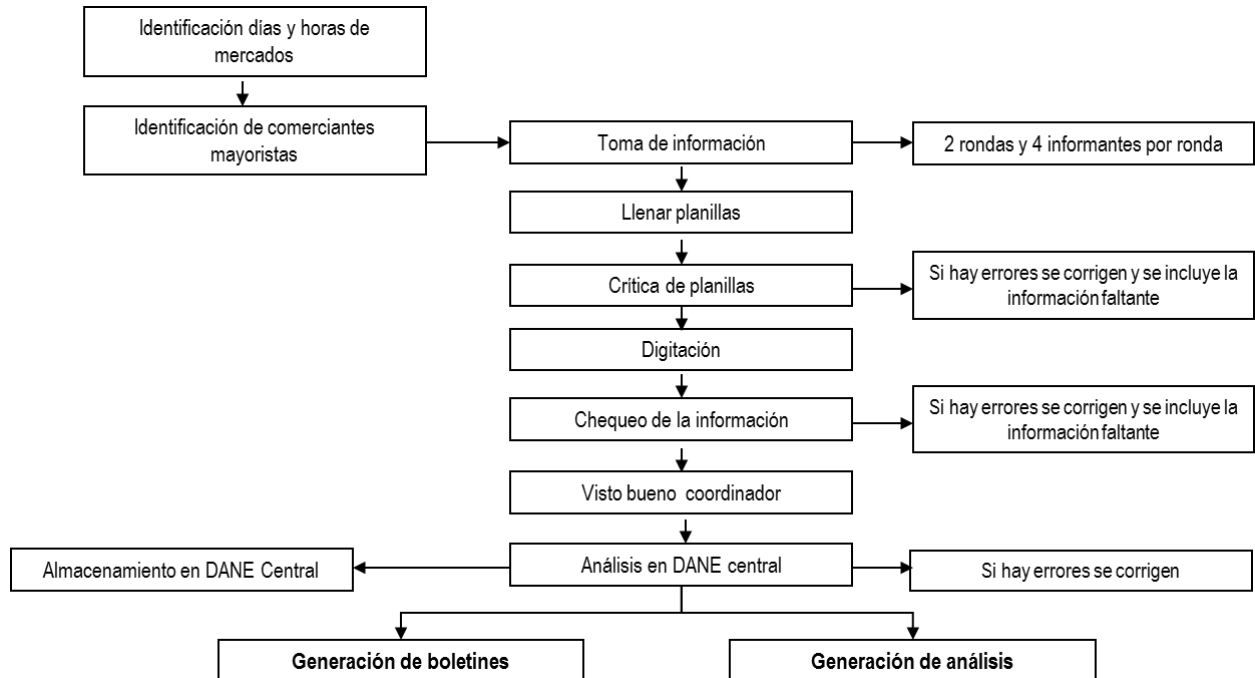 Identificación días y horas de
mercados
Identificación de comerciantes
mayoristas
Toma de información
2 rondas y 4 informantes por ronda
Llenar planillas
Crítica de planillas
Si hay errores se corrigen y se incluye la
información faltante
Digitación
Chequeo de la información
Si hay errores se corrigen y se incluye la
información faltante
Visto bueno coordinador
Almacenamiento en DANE Central
Análisis en DANE central
Si hay errores se corrigen
Generación de boletines
Generación de análisis